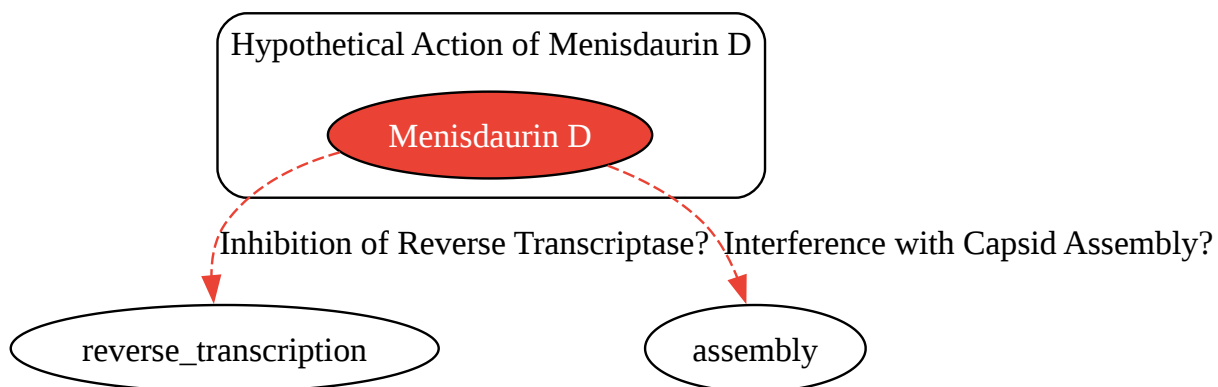 Hypothetical Action of Menisdaurin D
Menisdaurin D
Inhibition of Reverse Transcriptase?
Interference with Capsid Assembly?
reverse_transcription
assembly